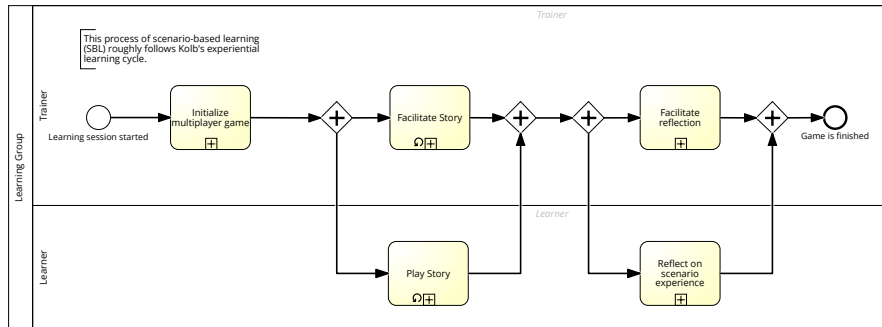 Trainer
This process of scenario-based learning
(SBL) roughly follows Kolb's experiential
learning cycle.
Learning Group
Trainer
Learning session started
Initialize
multiplayer game
Facilitate Story
Facilitate
reflection
Game is finished
Learner
Learner
Play Story
Reflect on
scenario
experience